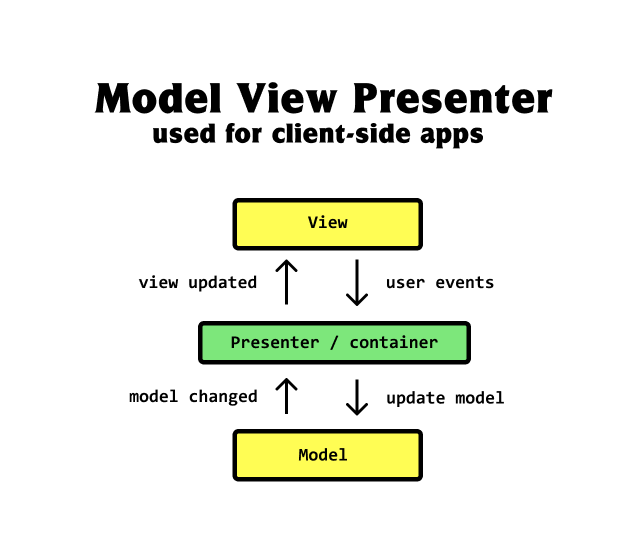 Model View Presenter
used for client-side apps
View
view updated
user events
Presenter / container
model changed
update model
Model